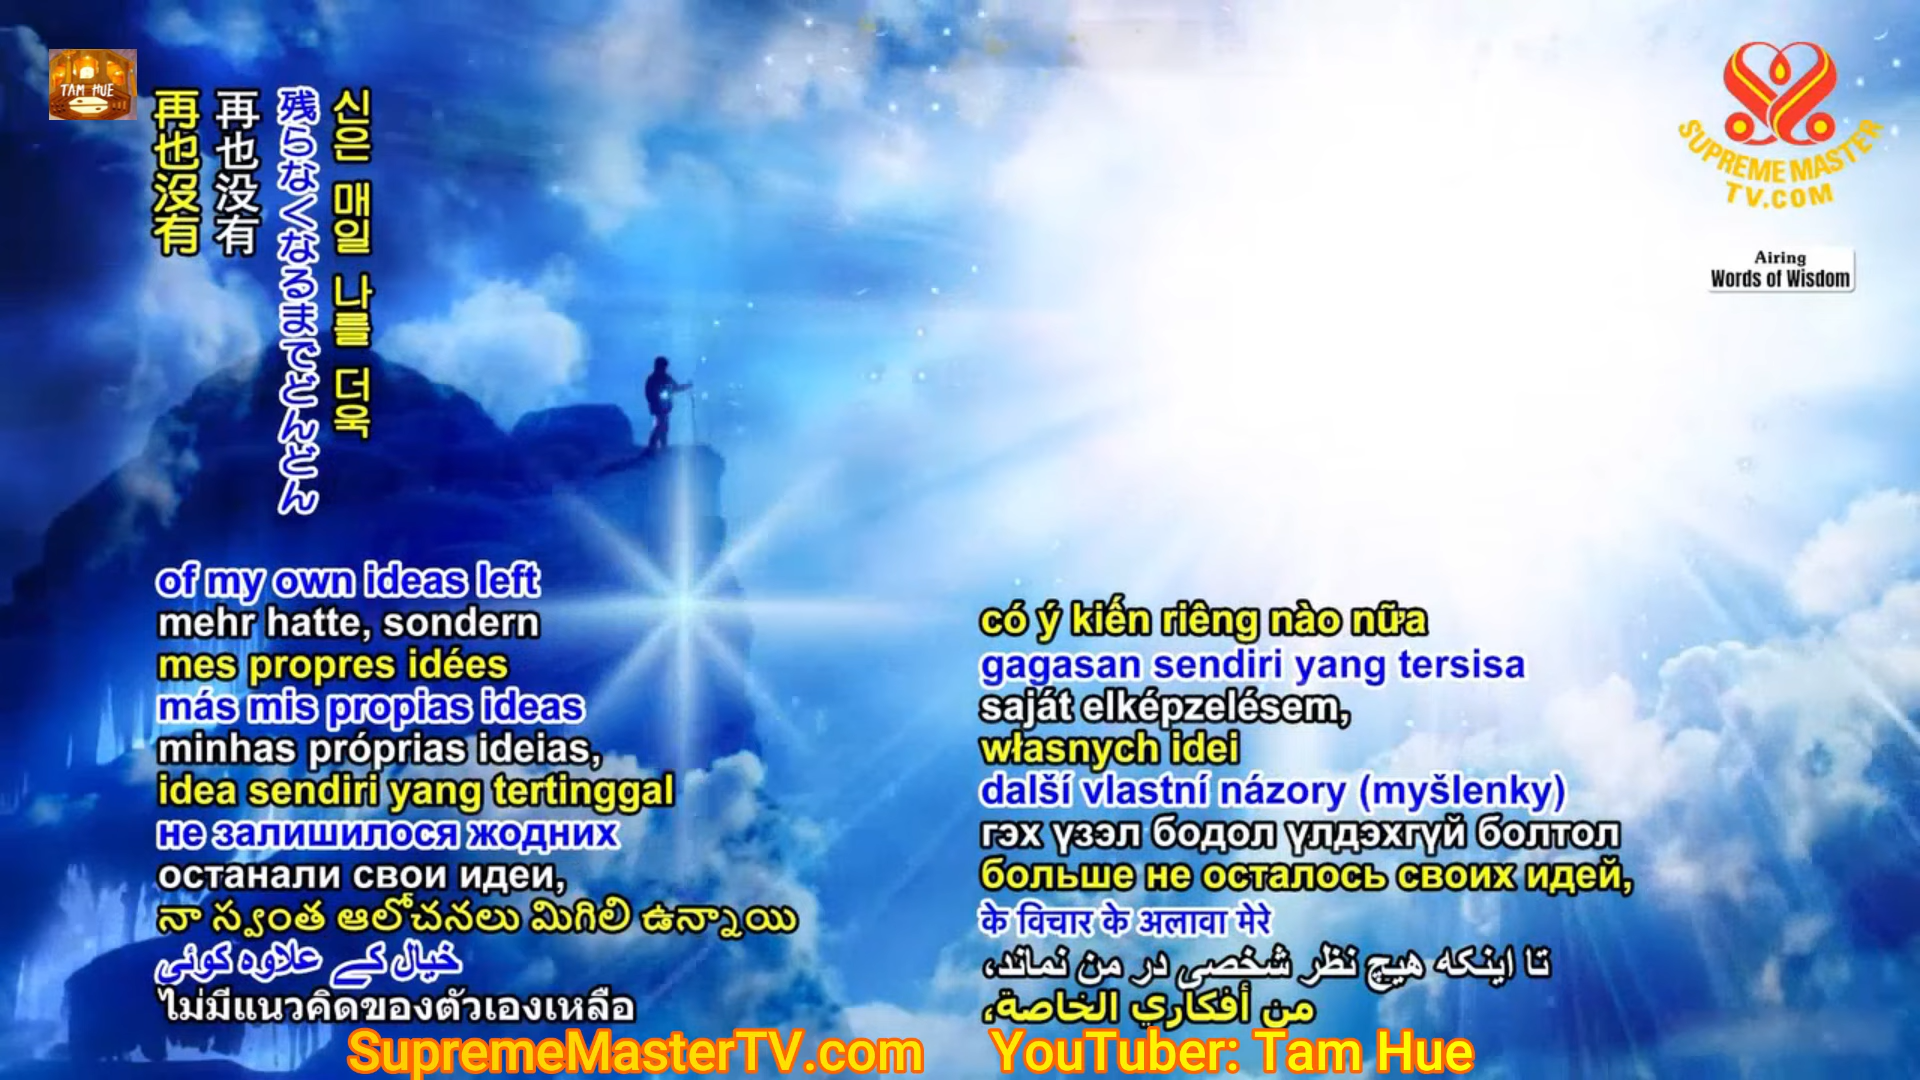 TAM HUE
再也沒有
再也没有
残らなくなるまでどんどん
신은 매일 나를 더욱
SUPREME MASTER
TV.COM
Airing
Words of Wisdom
of my own ideas left
mehr hatte, sondern
mes propres idées
más mis propias ideas
minhas próprias ideias,
idea sendiri yang tertinggal
не залишилося жодних
останали свои идеи,
నా స్వంత ఆలోచనలు మిగిలి ఉన్నాయి
خیال کے علاوہ کوئی
ไม่มีแนวคิดของตัวเองเหลือ
có ý kiến riêng nào nữa
gagasan sendiri yang tersisa
saját elképzelésem,
własnych idei
další vlastní názory (myšlenky)
гэх үзэл бодол үлдэхгүй болтол
больше не осталось своих идей,
के विचार के अलावा मेरे
تا اینکه هیچ نظر شخصی در من نماند،
من أفكاري الخاصة،
SupremeMasterTV.com YouTuber: Tam Hue